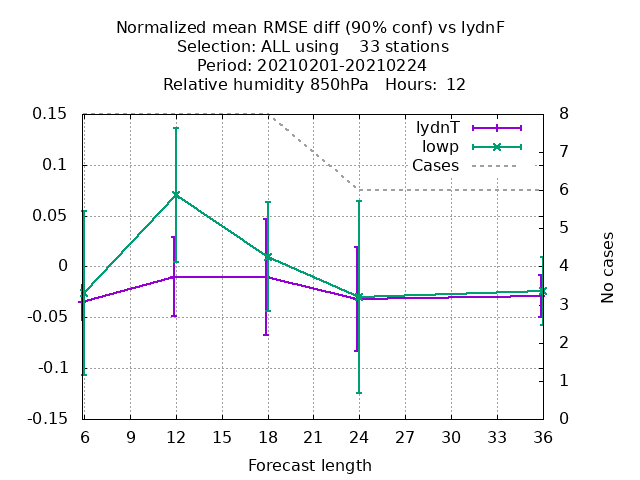 Normalized mean RMSE diff (90% conf) vs lydnF
Selection: ALL using    33 stations
Period: 20210201-20210224
Relative humidity 850hPa   Hours:  12
0.15
0.1
0.05
0
-0.05
-0.1
-0.15
8
7
6
5
4
3
2
1
0
lydnT
lowp
Cases
No cases
6 9 12 15 18 21 24 27 30 33 36
Forecast length